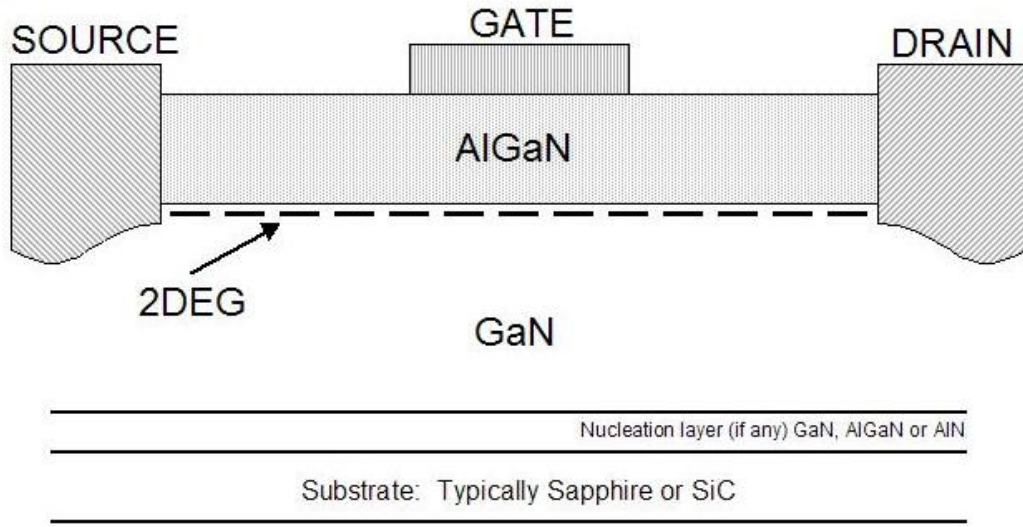 SOURCE
GATE
DRAIN
AlGaN
2DEG
GaN
Nucleation layer (if any) GaN, AlGaN or AlN
Substrate: Typically Sapphire or SiC